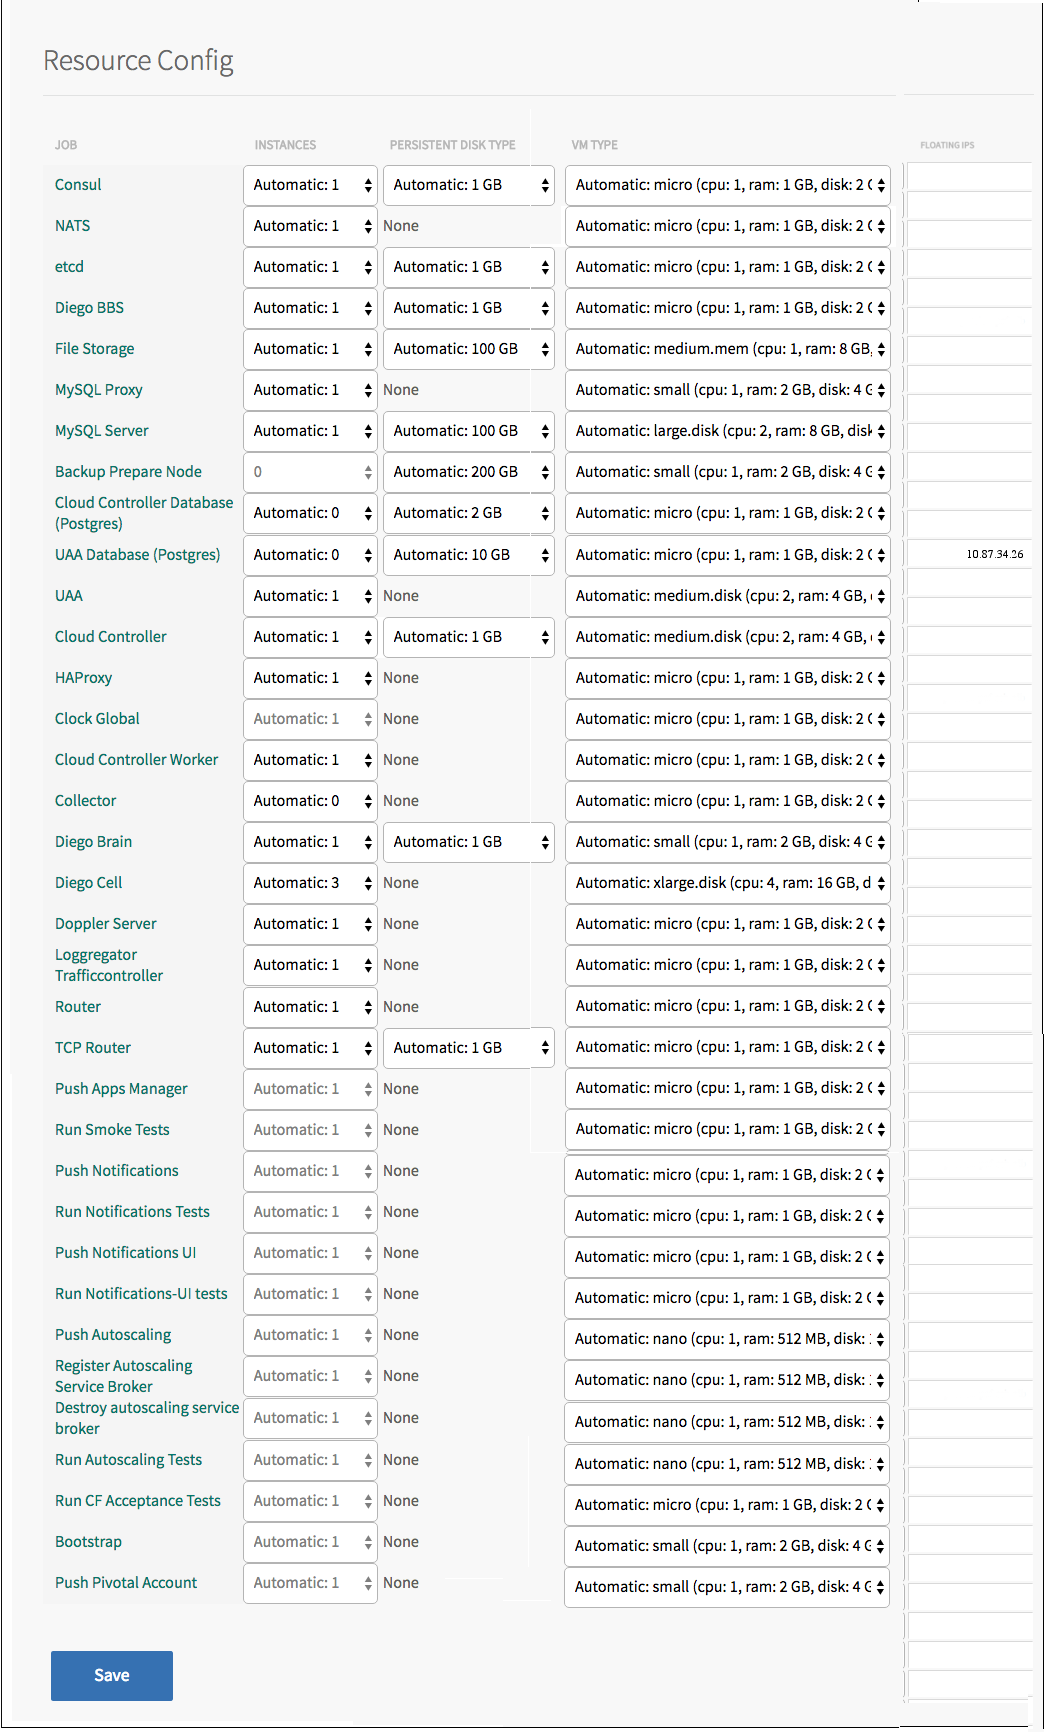 Resource Config
JOB INSTANCES PERSISTENT DISK TYPE VM TYPE FLOATING IPS
Consul Automatic: 1 Automatic: 1 GB Automatic: micro (cpu: 1, ram: 1 GB, disk: 2
NATS Automatic: 1 None Automatic: micro (cpu: 1, ram: 1 GB, disk: 2
etcd Automatic: 1 Automatic: 1 GB Automatic: micro (cpu: 1, ram: 1 GB, disk: 2
Diego BBS Automatic: 1 Automatic: 1 GB Automatic: micro (cpu: 1, ram: 1 GB, disk: 2
File Storage Automatic: 1 Automatic: 100 GB Automatic: medium.mem (cpu: 1, ram: 8 GB,
MySQL Proxy Automatic: 1 None Automatic: small (cpu: 1, ram: 2 GB, disk: 4
MySQL Server Automatic: 1 Automatic: 100 GB Automatic: large.disk (cpu: 2, ram: 8 GB, disk
Backup Prepare Node 0 Automatic: 200 GB Automatic: small (cpu: 1, ram: 2 GB, disk: 4
Cloud Controller Database
(Postgres) Automatic: 0 Automatic: 2 GB Automatic: micro (cpu: 1, ram: 1 GB, disk: 2
UAA Database (Postgres) Automatic: 0 Automatic: 10 GB Automatic: micro (cpu: 1, ram: 1 GB, disk: 2 10.87.34.26
UAA Automatic: 1 None Automatic: medium.disk (cpu: 2, ram: 4 GB,
Cloud Controller Automatic: 1 Automatic: 1 GB Automatic: medium.disk (cpu: 2, ram: 4 GB,
HAProxy Automatic: 1 None Automatic: micro (cpu: 1, ram: 1 GB, disk: 2
Clock Global Automatic: 1 None Automatic: micro (cpu: 1, ram: 1 GB, disk: 2
Cloud Controller Worker Automatic: 1 None Automatic: micro (cpu: 1, ram: 1 GB, disk: 2
Collector Automatic: 0 None Automatic: micro (cpu: 1, ram: 1 GB, disk: 2
Diego Brain Automatic: 1 Automatic: 1 GB Automatic: small (cpu: 1, ram: 2 GB, disk: 4
Diego Cell Automatic: 3 None Automatic: xlarge.disk (cpu: 4, ram: 16 GB, d
Doppler Server Automatic: 1 None Automatic: micro (cpu: 1, ram: 1 GB, disk: 2
Loggregator
Trafficcontroller Automatic: 1 None Automatic: micro (cpu: 1, ram: 1 GB, disk: 2
Router Automatic: 1 None Automatic: micro (cpu: 1, ram: 1 GB, disk: 2
TCP Router Automatic: 1 Automatic: 1 GB Automatic: micro (cpu: 1, ram: 1 GB, disk: 2
Push Apps Manager Automatic: 1 None Automatic: micro (cpu: 1, ram: 1 GB, disk: 2
Run Smoke Tests Automatic: 1 None Automatic: micro (cpu: 1, ram: 1 GB, disk: 2
Push Notifications Automatic: 1 None Automatic: micro (cpu: 1, ram: 1 GB, disk: 2
Run Notifications Tests Automatic: 1 None Automatic: micro (cpu: 1, ram: 1 GB, disk: 2
Push Notifications UI Automatic: 1 None Automatic: micro (cpu: 1, ram: 1 GB, disk: 2
Run Notifications-UI tests Automatic: 1 None Automatic: micro (cpu: 1, ram: 1 GB, disk: 2
Push Autoscaling Automatic: 1 None Automatic: nano (cpu: 1, ram: 512 MB, disk:
Register Autoscaling
Service Broker Automatic: 1 None Automatic: nano (cpu: 1, ram: 512 MB, disk:
Destroy autoscaling service
broker Automatic: 1 None Automatic: nano (cpu: 1, ram: 512 MB, disk:
Run Autoscaling Tests Automatic: 1 None Automatic: nano (cpu: 1, ram: 512 MB, disk:
Run CF Acceptance Tests Automatic: 1 None Automatic: micro (cpu: 1, ram: 1 GB, disk: 2
Bootstrap Automatic: 1 None Automatic: small (cpu: 1, ram: 2 GB, disk: 4
Push Pivotal Account Automatic: 1 None Automatic: small (cpu: 1, ram: 2 GB, disk: 4
Save